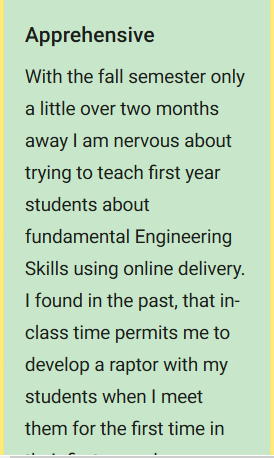 Apprehensive
With the fall semester only
a little over two months
away I am nervous about
trying to teach first year
students about
fundamental Engineering
Skills using online delivery.
I found in the past, that in-
class time permits me to
develop a raptor with my
students when I meet
them for the first time in